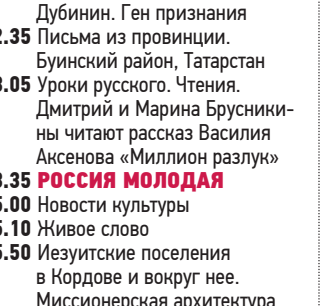 Дубинин. Ген признания
2.35 Письма из провинции.
Буинский район, Татарстан
3.05 Уроки русского. Чтения.
Дмитрий и Марина Брусники-
ны читают рассказ Василия
Аксенова «Миллион разлук»
3.35 РОССИЯ МОЛОДАЯ
5.00 Новости культуры
5.10 Живое слово
5.50 Иезуитские поселения
в Кордове и вокруг нее.
Миссионерская архитектура